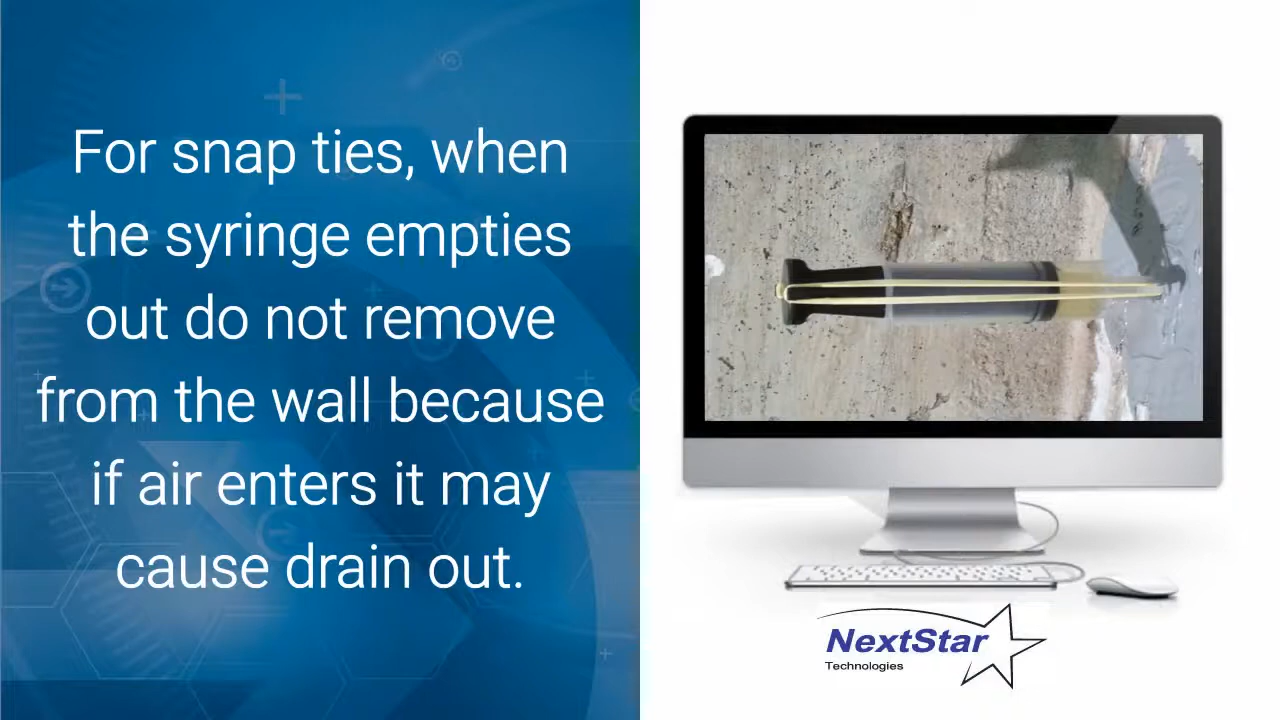 For snap ties, when
the syringe empties
out do not remove
from the wall because
if air enters it may
cause drain out.
NextStar
Technologies